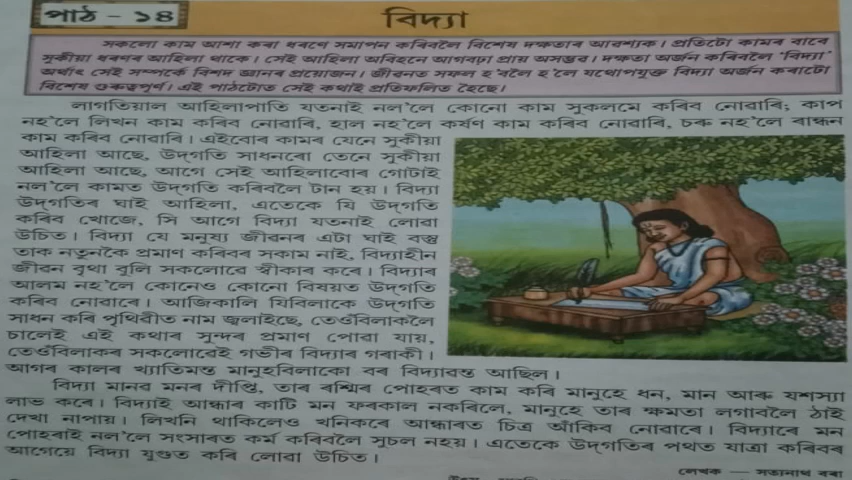 পাঠ - ১৪
বিদ্যা
সকলো কাম আশা কৰা ধৰণে সমাপন কৰিবলৈ বিশেষ দক্ষতাৰ আৱশ্যক। প্ৰতিটো কামৰ বাবে
সুকীয়া ধৰণৰ আহিলা থাকে। সেই আহিলা অবিহনে আগবঢ়া প্ৰায় অসম্ভৱ। দক্ষতা অৰ্জন কৰিবলৈ ‘বিদ্যা’
অৰ্থাৎ সেই সম্পৰ্কে বিশদ জ্ঞানৰ প্ৰয়োজন। জীৱনত সফল হ’বলৈ হ’লে যথোপযুক্ত বিদ্যা অৰ্জন কৰাটো
বিশেষ গুৰুত্বপূৰ্ণ। এই পাঠটোত সেই কথাই প্ৰতিফলিত হৈছে।
লাগতিয়াল আহিলাপাতি যতনাই নল’লে কোনো কাম সুকলমে কৰিব নোৱাৰি; কাপ
নহ’লে লিখন কাম কৰিব নোৱাৰি, হাল নহ’লে কৰ্ষণ কাম কৰিব নোৱাৰি, চৰু নহ’লে ৰান্ধন
কাম কৰিব নোৱাৰি। এইবোৰ কামৰ যেনে সুকীয়া
আহিলা আছে, উদ্‌গতি সাধনৰো তেনে সুকীয়া
আহিলা আছে, আগে সেই আহিলাবোৰ গোটাই
নল’লে কামত উদ্‌গতি কৰিবলৈ টান হয়। বিদ্যা
উদ্‌গতিৰ ঘাই আহিলা, এতেকে যি উদ্‌গতি
কৰিব খোজে, সি আগে বিদ্যা যতনাই লোৱা
উচিত। বিদ্যা যে মনুষ্য জীৱনৰ এটা ঘাই বস্তু
তাক নতুনকৈ প্ৰমাণ কৰিবৰ সকাম নাই, বিদ্যাহীন
জীৱন বৃথা বুলি সকলোৱে স্বীকাৰ কৰে। বিদ্যাৰ
আলম নহ’লে কোনেও কোনো বিষয়ত উদ্‌গতি
কৰিব নোৱাৰে। আজিকালি যিবিলাকে উদ্‌গতি
সাধন কৰি পৃথিৱীত নাম জ্বলাইছে, তেওঁবিলাকলৈ
চালেই এই কথাৰ সুন্দৰ প্ৰমাণ পোৱা যায়,
তেওঁবিলাকৰ সকলোৱেই গভীৰ বিদ্যাৰ গৰাকী।
আগৰ কালৰ খ্যাতিমন্ত মানুহবিলাকো বৰ বিদ্যাৱন্ত আছিল।
বিদ্যা মানৱ মনৰ দীপ্তি, তাৰ ৰশ্মিৰ পোহৰত কাম কৰি মানুহে ধন, মান আৰু যশস্যা
লাভ কৰে। বিদ্যাই আন্ধাৰ কাটি মন ফৰকাল নকৰিলে, মানুহে তাৰ ক্ষমতা লগাবলৈ ঠাই
দেখা নাপায়। লিখনি থাকিলেও খনিকৰে আন্ধাৰত চিত্ৰ আঁকিব নোৱাৰে। বিদ্যাৰে মন
পোহৰাই নল’লে সংসাৰত কৰ্ম কৰিবলৈ সুচল নহয়। এতেকে উদ্‌গতিৰ পথত যাত্ৰা কৰিবৰ
আগেয়ে বিদ্যা যুগুত কৰি লোৱা উচিত।
লেখক — সত্যনাথ বৰা